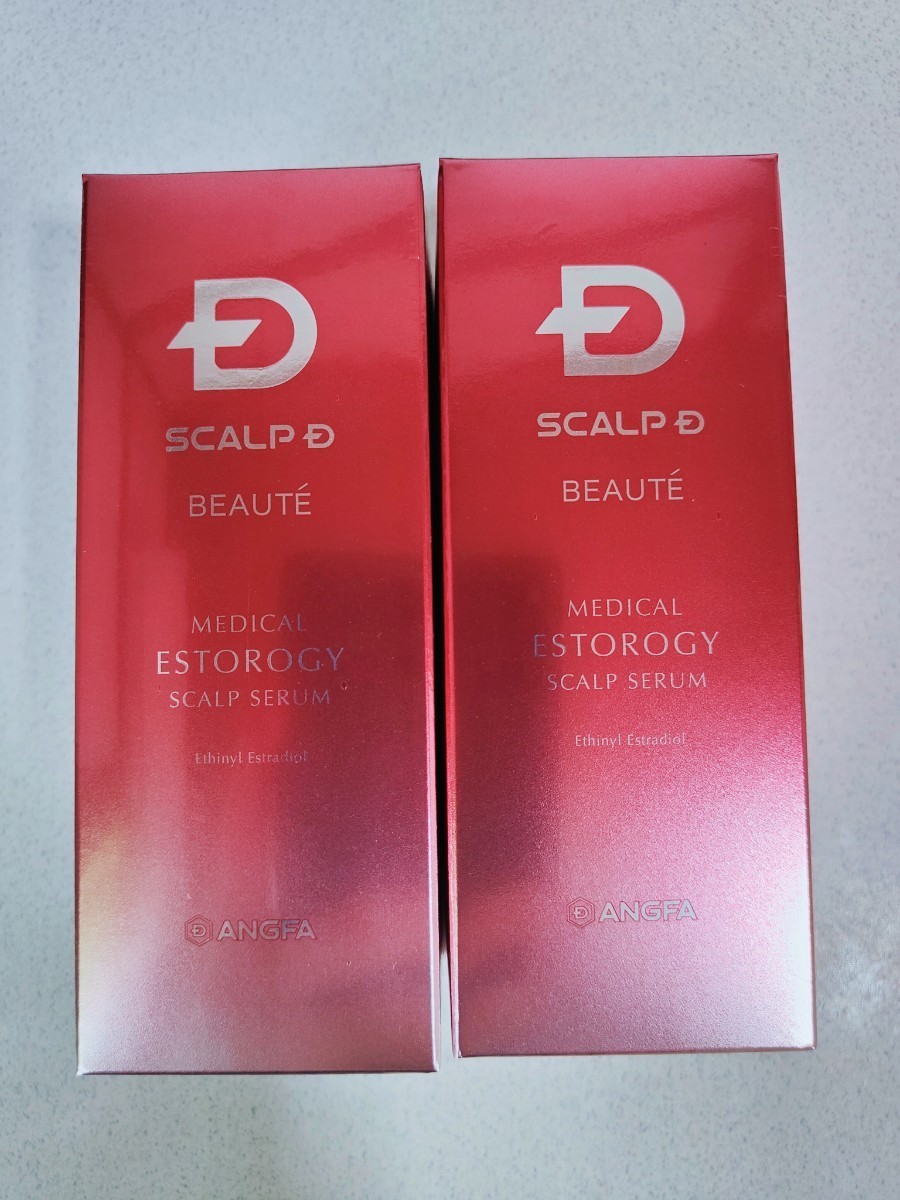 SCALP D
BEAUTÉ
MEDICAL
ESTOROGY
SCALP SERUM
Ethinyl Estradiol
ANGFA
SCALP D
BEAUTÉ
MEDICAL
ESTOROGY
SCALP SERUM
Ethinyl Estradiol
ANGFA